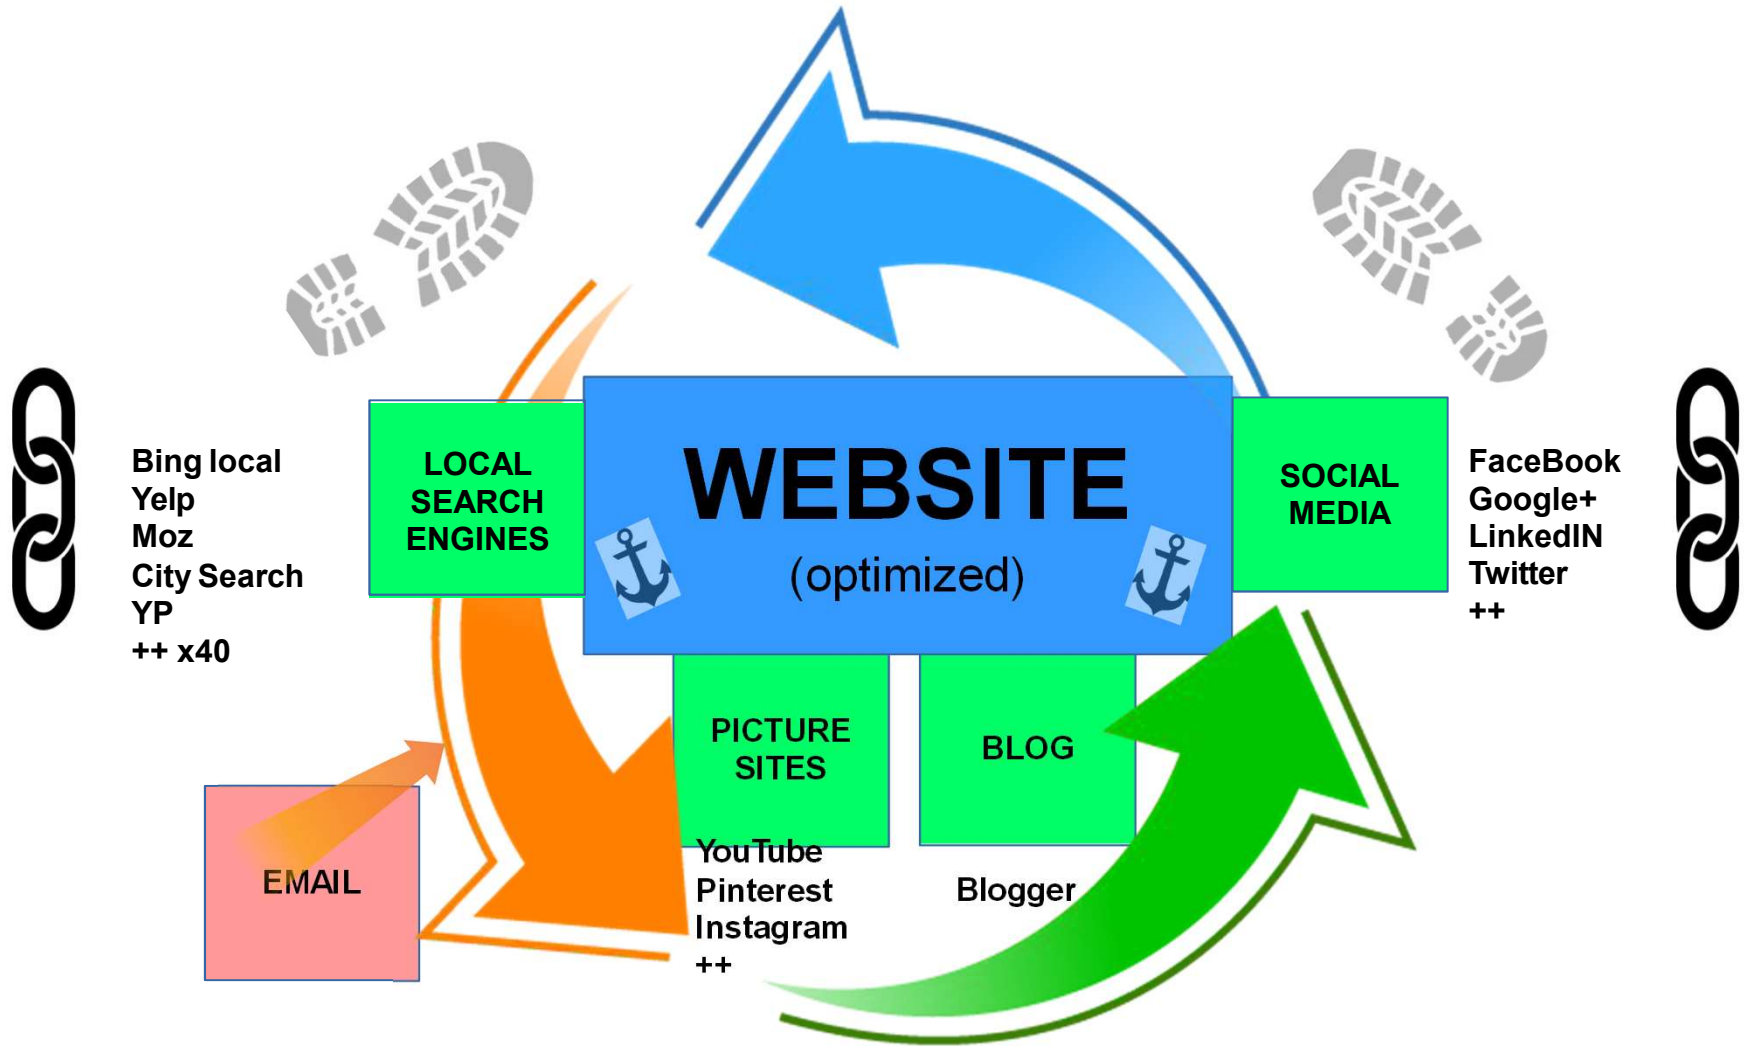 WEBSITE
(optimized)
LOCAL
SEARCH
ENGINES
Bing local
Yelp
Moz
City Search
YP
++ x40
SOCIAL
MEDIA
FaceBook
Google+
LinkedIN
Twitter
++
PICTURE
SITES
YouTube
Pinterest
Instagram
++
BLOG
Blogger
EMAIL